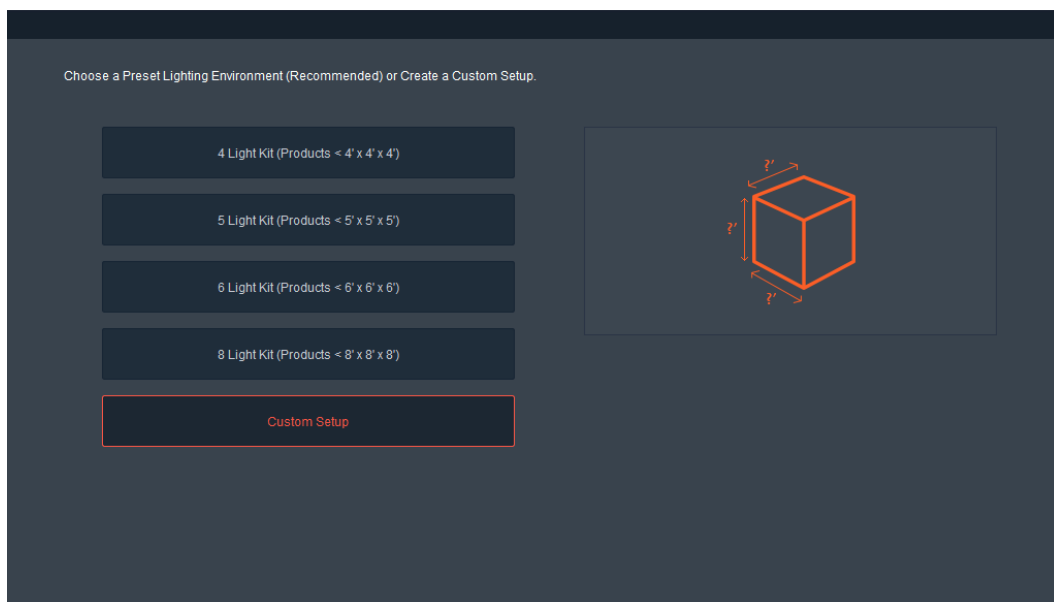 Choose a Preset Lighting Environment (Recommended) or Create a Custom Setup.
4 Light Kit (Products < 4' x 4' x 4')
5 Light Kit (Products < 5' x 5' x 5')
6 Light Kit (Products < 6' x 6' x 6')
8 Light Kit (Products < 8' x 8' x 8')
Custom Setup
?'
?'
?'